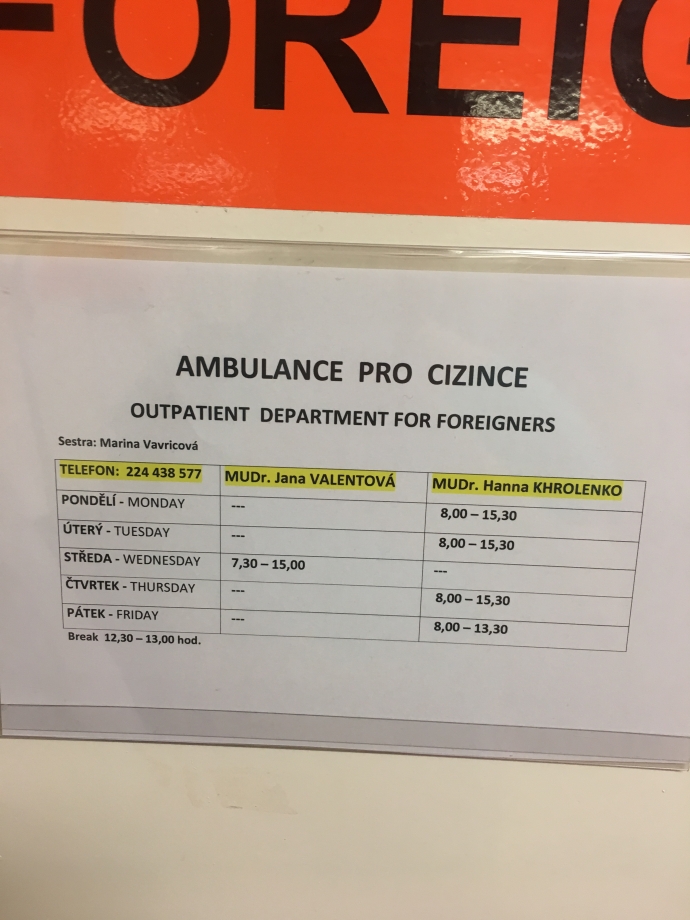 FOREIG
AMBULANCE PRO CIZINCE
OUTPATIENT DEPARTMENT FOR FOREIGNERS
Sestra: Marina Vavricová
TELEFON: 224 438 577 MUDr. Jana VALENTOVÁ MUDr. Hanna KHROLENKO
PONDĚLÍ - MONDAY --- 8,00 – 15,30
ÚTERÝ - TUESDAY --- 8,00 – 15,30
STŘEDA - WEDNESDAY 7,30 – 15,00 ---
ČTVRTEK - THURSDAY --- 8,00 – 15,30
PÁTEK - FRIDAY --- 8,00 – 13,30
Break 12,30 – 13,00 hod.